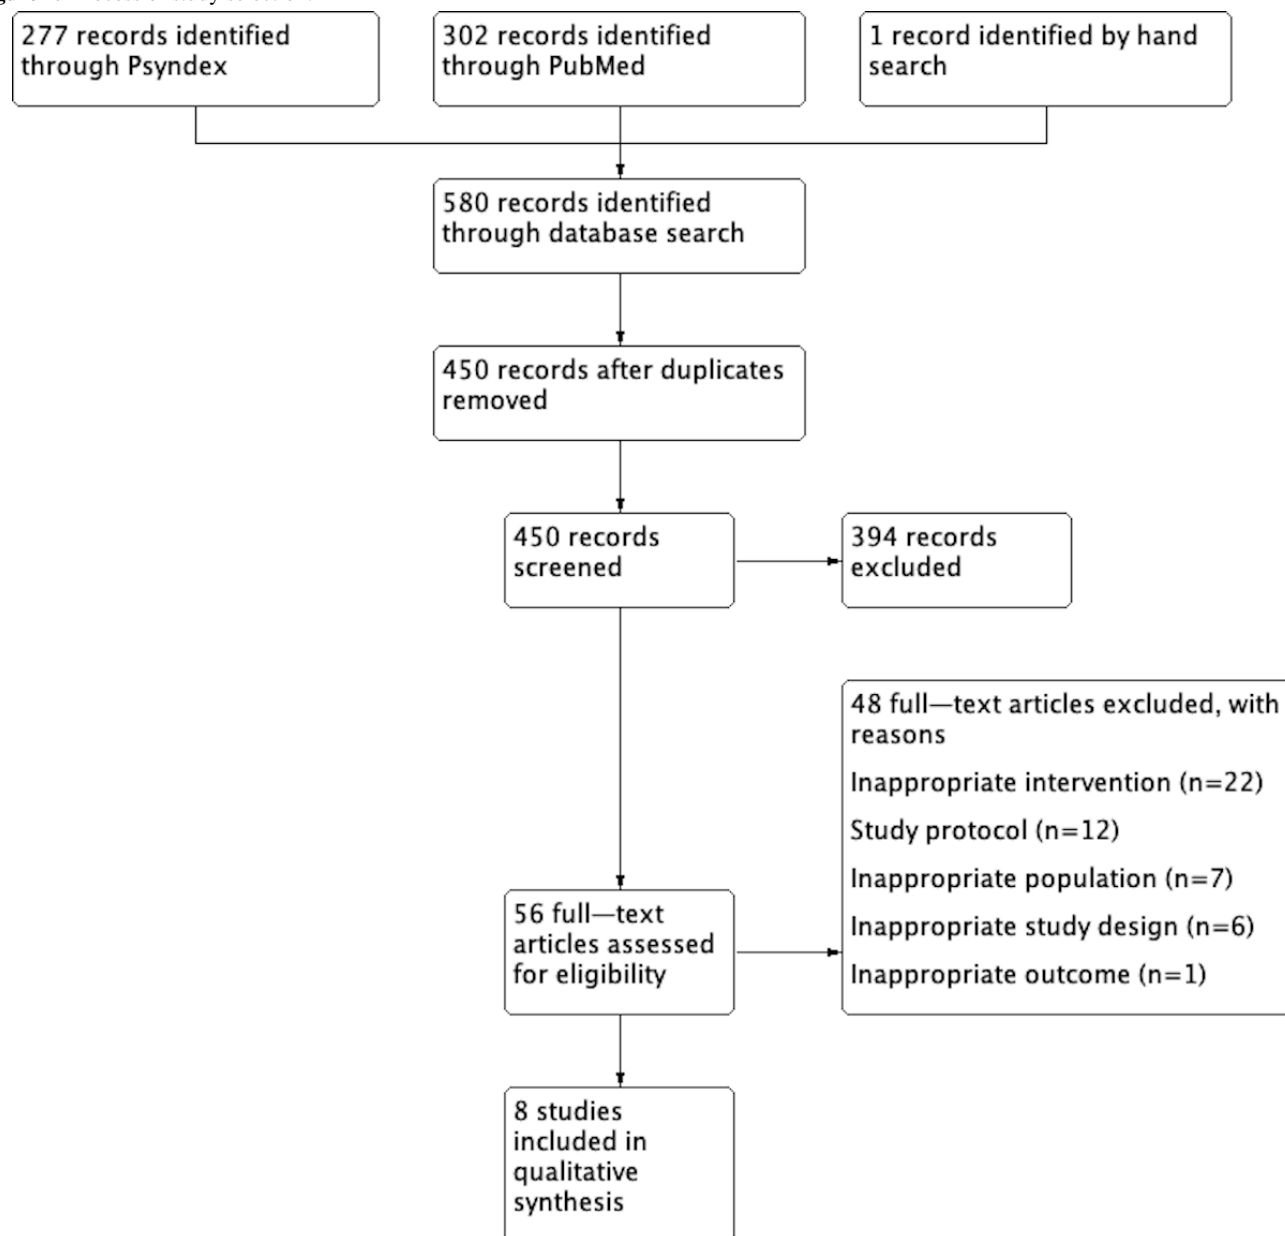 277 records identified
through Psyndex
302 records identified
through PubMed
1 record identified by hand
search
580 records identified
through database search
450 records after duplicates
removed
450 records
screened
394 records
excluded
48 full—text articles excluded, with
reasons
Inappropriate intervention (n=22)
Study protocol (n=12)
Inappropriate population (n=7)
Inappropriate study design (n=6)
Inappropriate outcome (n=1)
56 full—text
articles assessed
for eligibility
8 studies
included in
qualitative
synthesis